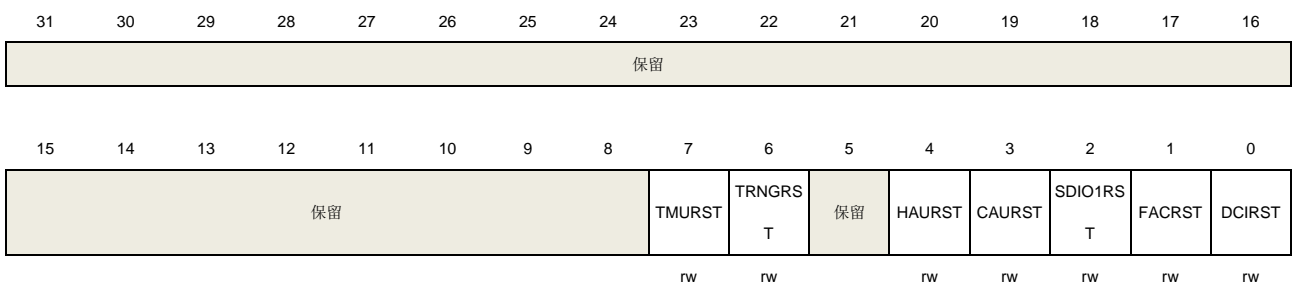 31 30 29 28 27 26 25 24 23 22 21 20 19 18 17 16
保留
15 14 13 12 11 10 9 8 7 6 5 4 3 2 1 0
保留 TMURST TRNGRS
T 保留 HAURST CAURST SDIO1RS
T FACRST DCIRST
rw rw rw rw rw rw rw